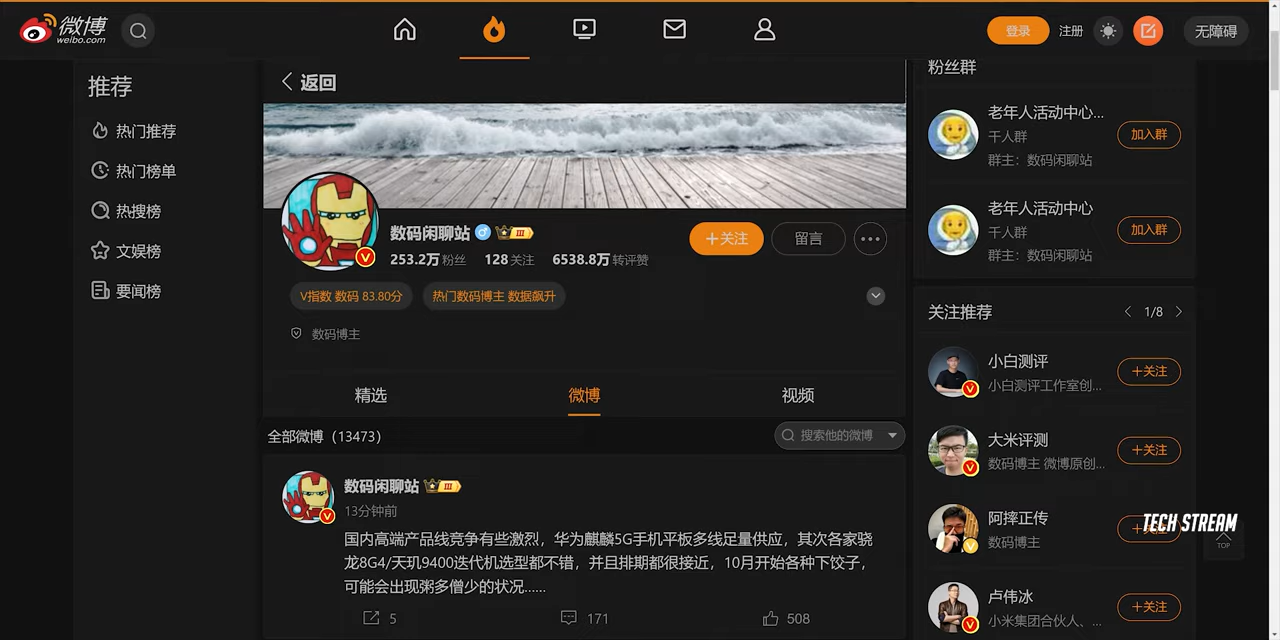 微博
weibo.com
登录
注册
无障碍
推荐
热门推荐
热门榜单
热搜榜
文娱榜
要闻榜
返回
数码闲聊站
III
253.2万粉丝 128关注 6538.8万转评赞
+关注
留言
V指数 数码 83.80分
热门数码博主 数据飙升
数码博主
精选
微博
视频
全部微博（13473）
搜索他的微博
数码闲聊站
III
13分钟前
国内高端产品线竞争有些激烈，华为麒麟5G手机平板多线足量供应，其次各家骁
龙8G4/天玑9400迭代机选型都不错，并且排期都很接近，10月开始各种下饺子，
可能会出现粥多僧少的状况......
5
171
508
粉丝群
老年人活动中心...
千人群
群主：数码闲聊站
加入群
老年人活动中心
千人群
群主：数码闲聊站
加入群
关注推荐
1/8
小白测评
小白测评工作室创...
+关注
大米评测
数码博主 微博原创...
+关注
阿摔正传
数码博主
TECH STREAM
TOP
卢伟冰
小米集团合伙人、...
+关注